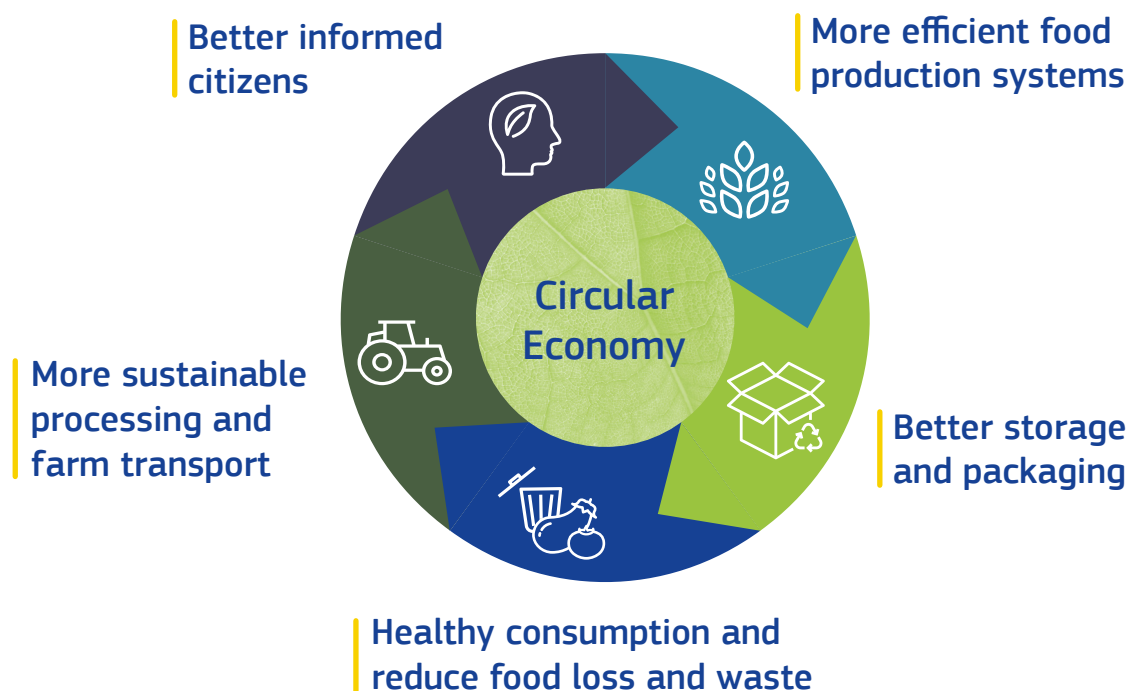 Better informed
citizens
More efficient food
production systems
Circular
Economy
More sustainable
processing and
farm transport
Better storage
and packaging
Healthy consumption and
reduce food loss and waste